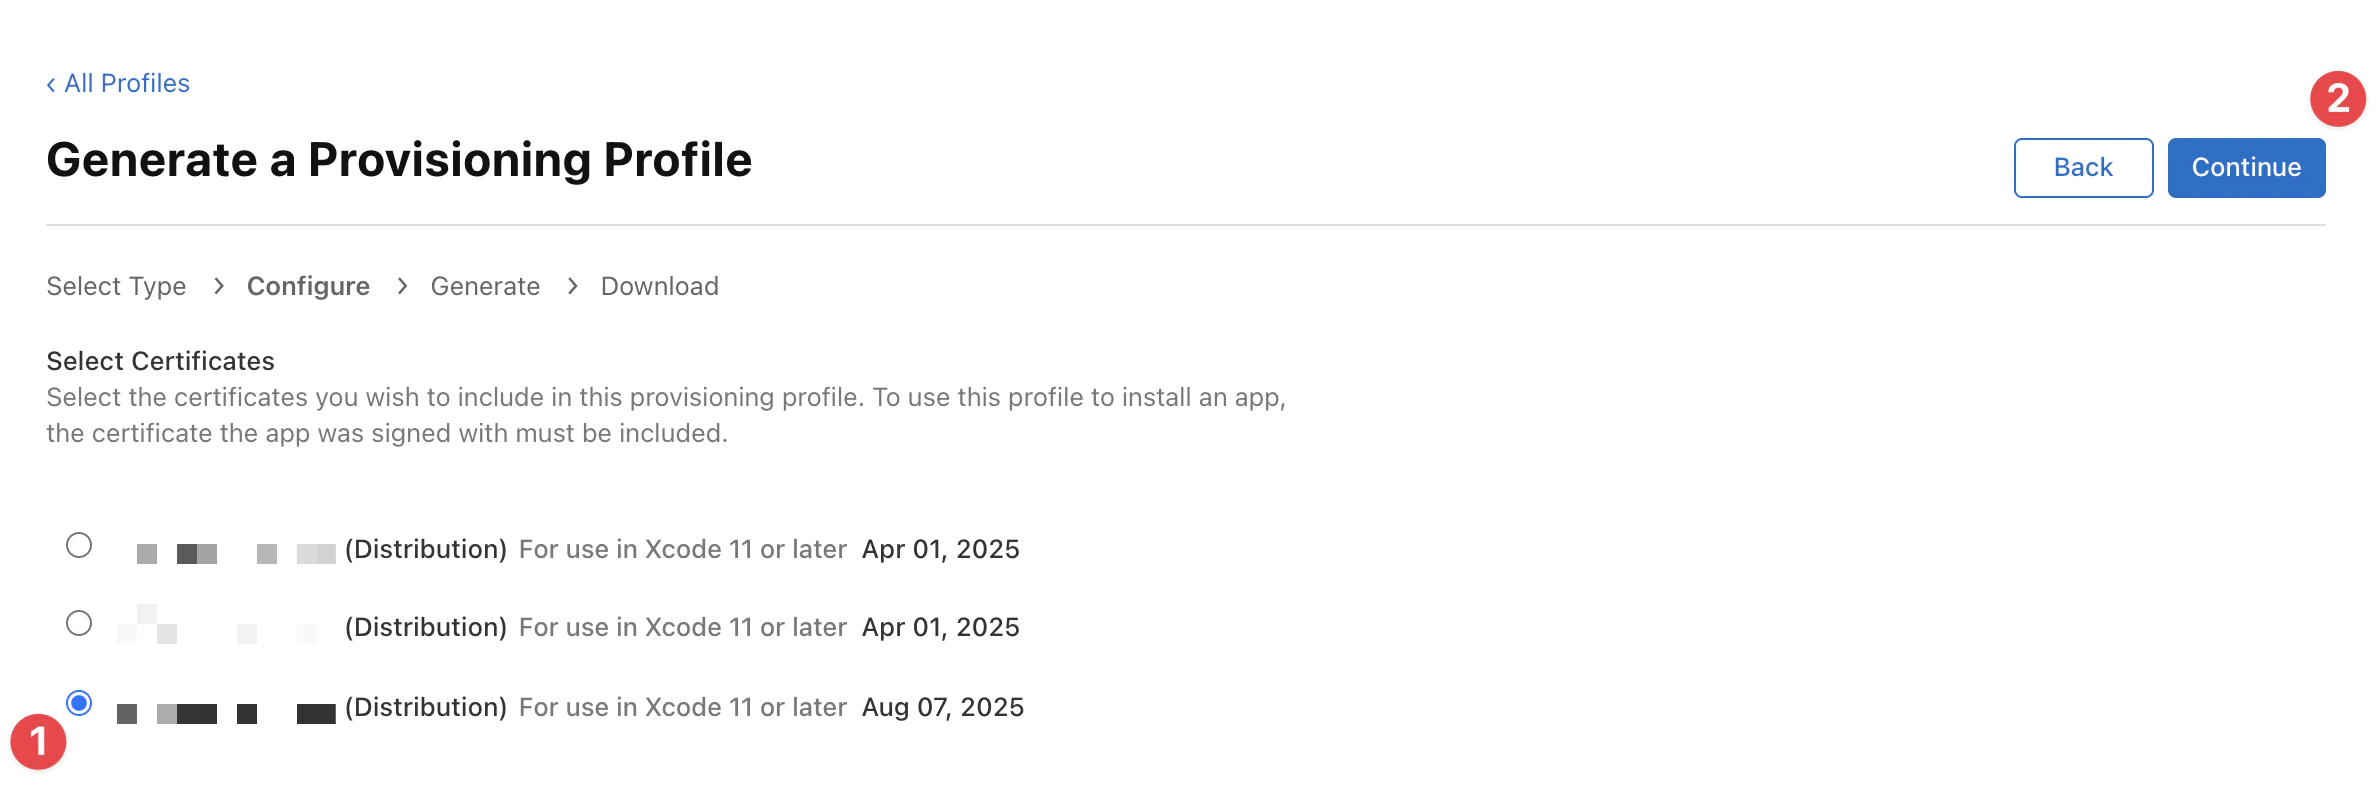 ‹ All Profiles
2
Generate a Provisioning Profile
Back
Continue
Select Type > Configure > Generate > Download
Select Certificates
Select the certificates you wish to include in this provisioning profile. To use this profile to install an app,
the certificate the app was signed with must be included.
(Distribution) For use in Xcode 11 or later Apr 01, 2025
(Distribution) For use in Xcode 11 or later Apr 01, 2025
(Distribution) For use in Xcode 11 or later Aug 07, 2025
1